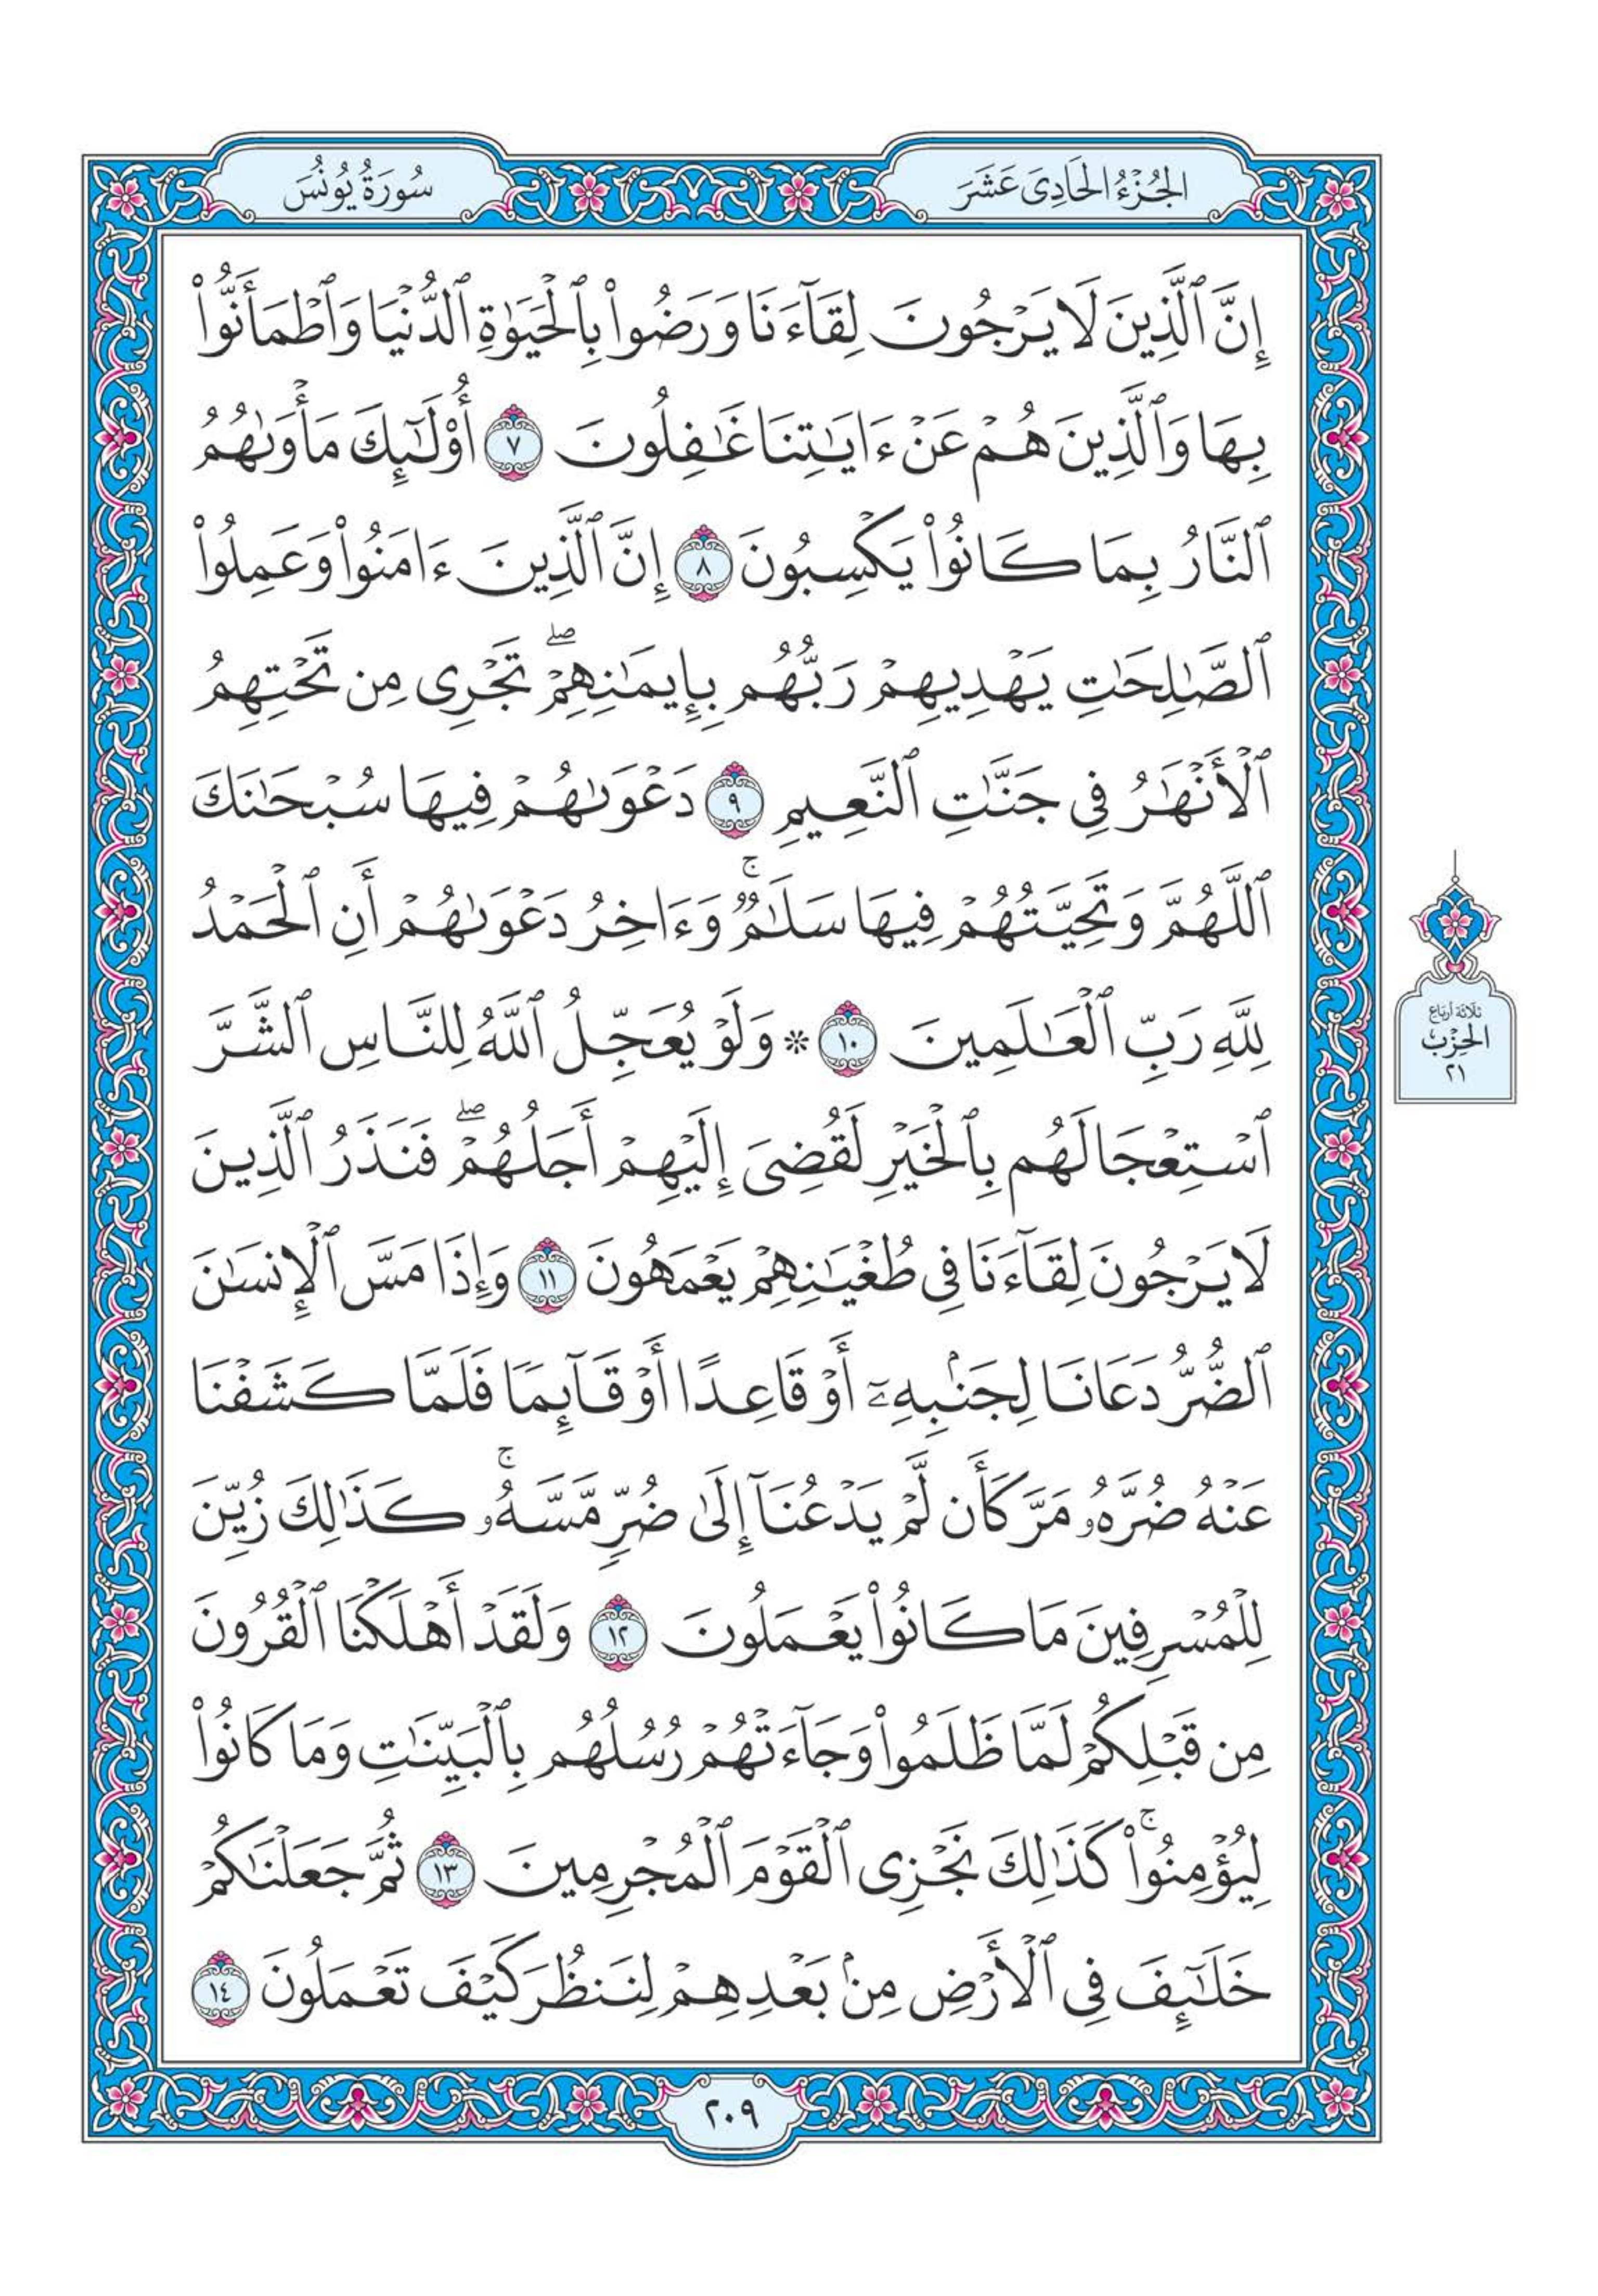 الجُزْءُ الحَادِىَ عَشَرَ
سُورَةُ يُونُسَ
إِنَّ ٱلَّذِينَ لَا يَرْجُونَ لِقَآءَنَا وَرَضُوا۟ بِٱلْحَيَوٰةِ ٱلدُّنْيَا وَٱطْمَأَنُّوا۟
بِهَا وَٱلَّذِينَ هُمْ عَنْ ءَايَٰتِنَا غَٰفِلُونَ ٧ أُو۟لَٰٓئِكَ مَأْوَىٰهُمُ
ٱلنَّارُ بِمَا كَانُوا۟ يَكْسِبُونَ ٨ إِنَّ ٱلَّذِينَ ءَامَنُوا۟ وَعَمِلُوا۟
ٱلصَّٰلِحَٰتِ يَهْدِيهِمْ رَبُّهُم بِإِيمَٰنِهِمْ ۖ تَجْرِى مِن تَحْتِهِمُ
ٱلْأَنْهَٰرُ فِى جَنَّٰتِ ٱلنَّعِيمِ ٩ دَعْوَىٰهُمْ فِيهَا سُبْحَٰنَكَ
ٱللَّهُمَّ وَتَحِيَّتُهُمْ فِيهَا سَلَٰمٌ ۚ وَءَاخِرُ دَعْوَىٰهُمْ أَنِ ٱلْحَمْدُ
لِلَّهِ رَبِّ ٱلْعَٰلَمِينَ ١٠ * وَلَوْ يُعَجِّلُ ٱللَّهُ لِلنَّاسِ ٱلشَّرَّ
ٱسْتِعْجَالَهُم بِٱلْخَيْرِ لَقُضِىَ إِلَيْهِمْ أَجَلُهُمْ ۖ فَنَذَرُ ٱلَّذِينَ
لَا يَرْجُونَ لِقَآءَنَا فِى طُغْيَٰنِهِمْ يَعْمَهُونَ ١١ وَإِذَا مَسَّ ٱلْإِنسَٰنَ
ٱلضُّرُّ دَعَانَا لِجَنۢبِهِۦٓ أَوْ قَاعِدًا أَوْ قَآئِمًا فَلَمَّا كَشَفْنَا
عَنْهُ ضُرَّهُۥ مَرَّ كَأَن لَّمْ يَدْعُنَآ إِلَىٰ ضُرٍّ مَّسَّهُۥ ۚ كَذَٰلِكَ زُيِّنَ
لِلْمُسْرِفِينَ مَا كَانُوا۟ يَعْمَلُونَ ١٢ وَلَقَدْ أَهْلَكْنَا ٱلْقُرُونَ
مِن قَبْلِكُمْ لَمَّا ظَلَمُوا۟ وَجَآءَتْهُمْ رُسُلُهُم بِٱلْبَيِّنَٰتِ وَمَا كَانُوا۟
لِيُؤْمِنُوا۟ ۚ كَذَٰلِكَ نَجْزِى ٱلْقَوْمَ ٱلْمُجْرِمِينَ ١٣ ثُمَّ جَعَلْنَٰكُمْ
خَلَٰٓئِفَ فِى ٱلْأَرْضِ مِنۢ بَعْدِهِمْ لِنَنظُرَ كَيْفَ تَعْمَلُونَ ١٤
ثلاثة أرباع
الحِزْب
٢١
٢٠٩